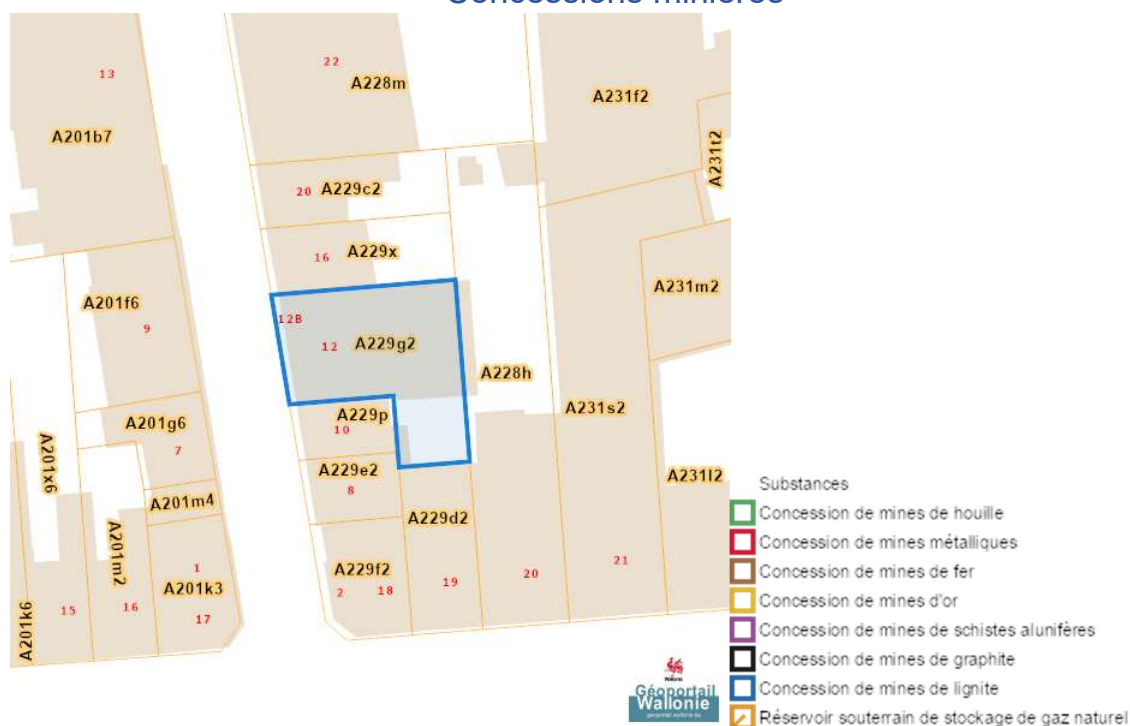 Concessions minières
13
22
A228m
A231f2
A201b7
A231t2
20
A229c2
16
A229x
A201f6
9
A231m2
12B
12
A229g2
A228h
A201g6
7
A229p
10
A231s2
A201x6
A229e2
8
A231l2
A201m4
A229d2
A201m2
1
A201k3
A229f2
2
18
19
20
21
A201k6
15
16
17
Wallonie
Géoportail
Wallonie
geoportail.wallonie.be
Substances
Concession de mines de houille
Concession de mines métalliques
Concession de mines de fer
Concession de mines d'or
Concession de mines de schistes alunifères
Concession de mines de graphite
Concession de mines de lignite
Réservoir souterrain de stockage de gaz naturel